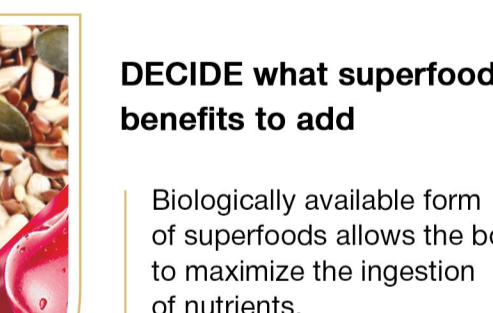 DECIDE what superfood
benefits to add
Biologically available form
of superfoods allows the
to maximize the ingestion
of nutrients.